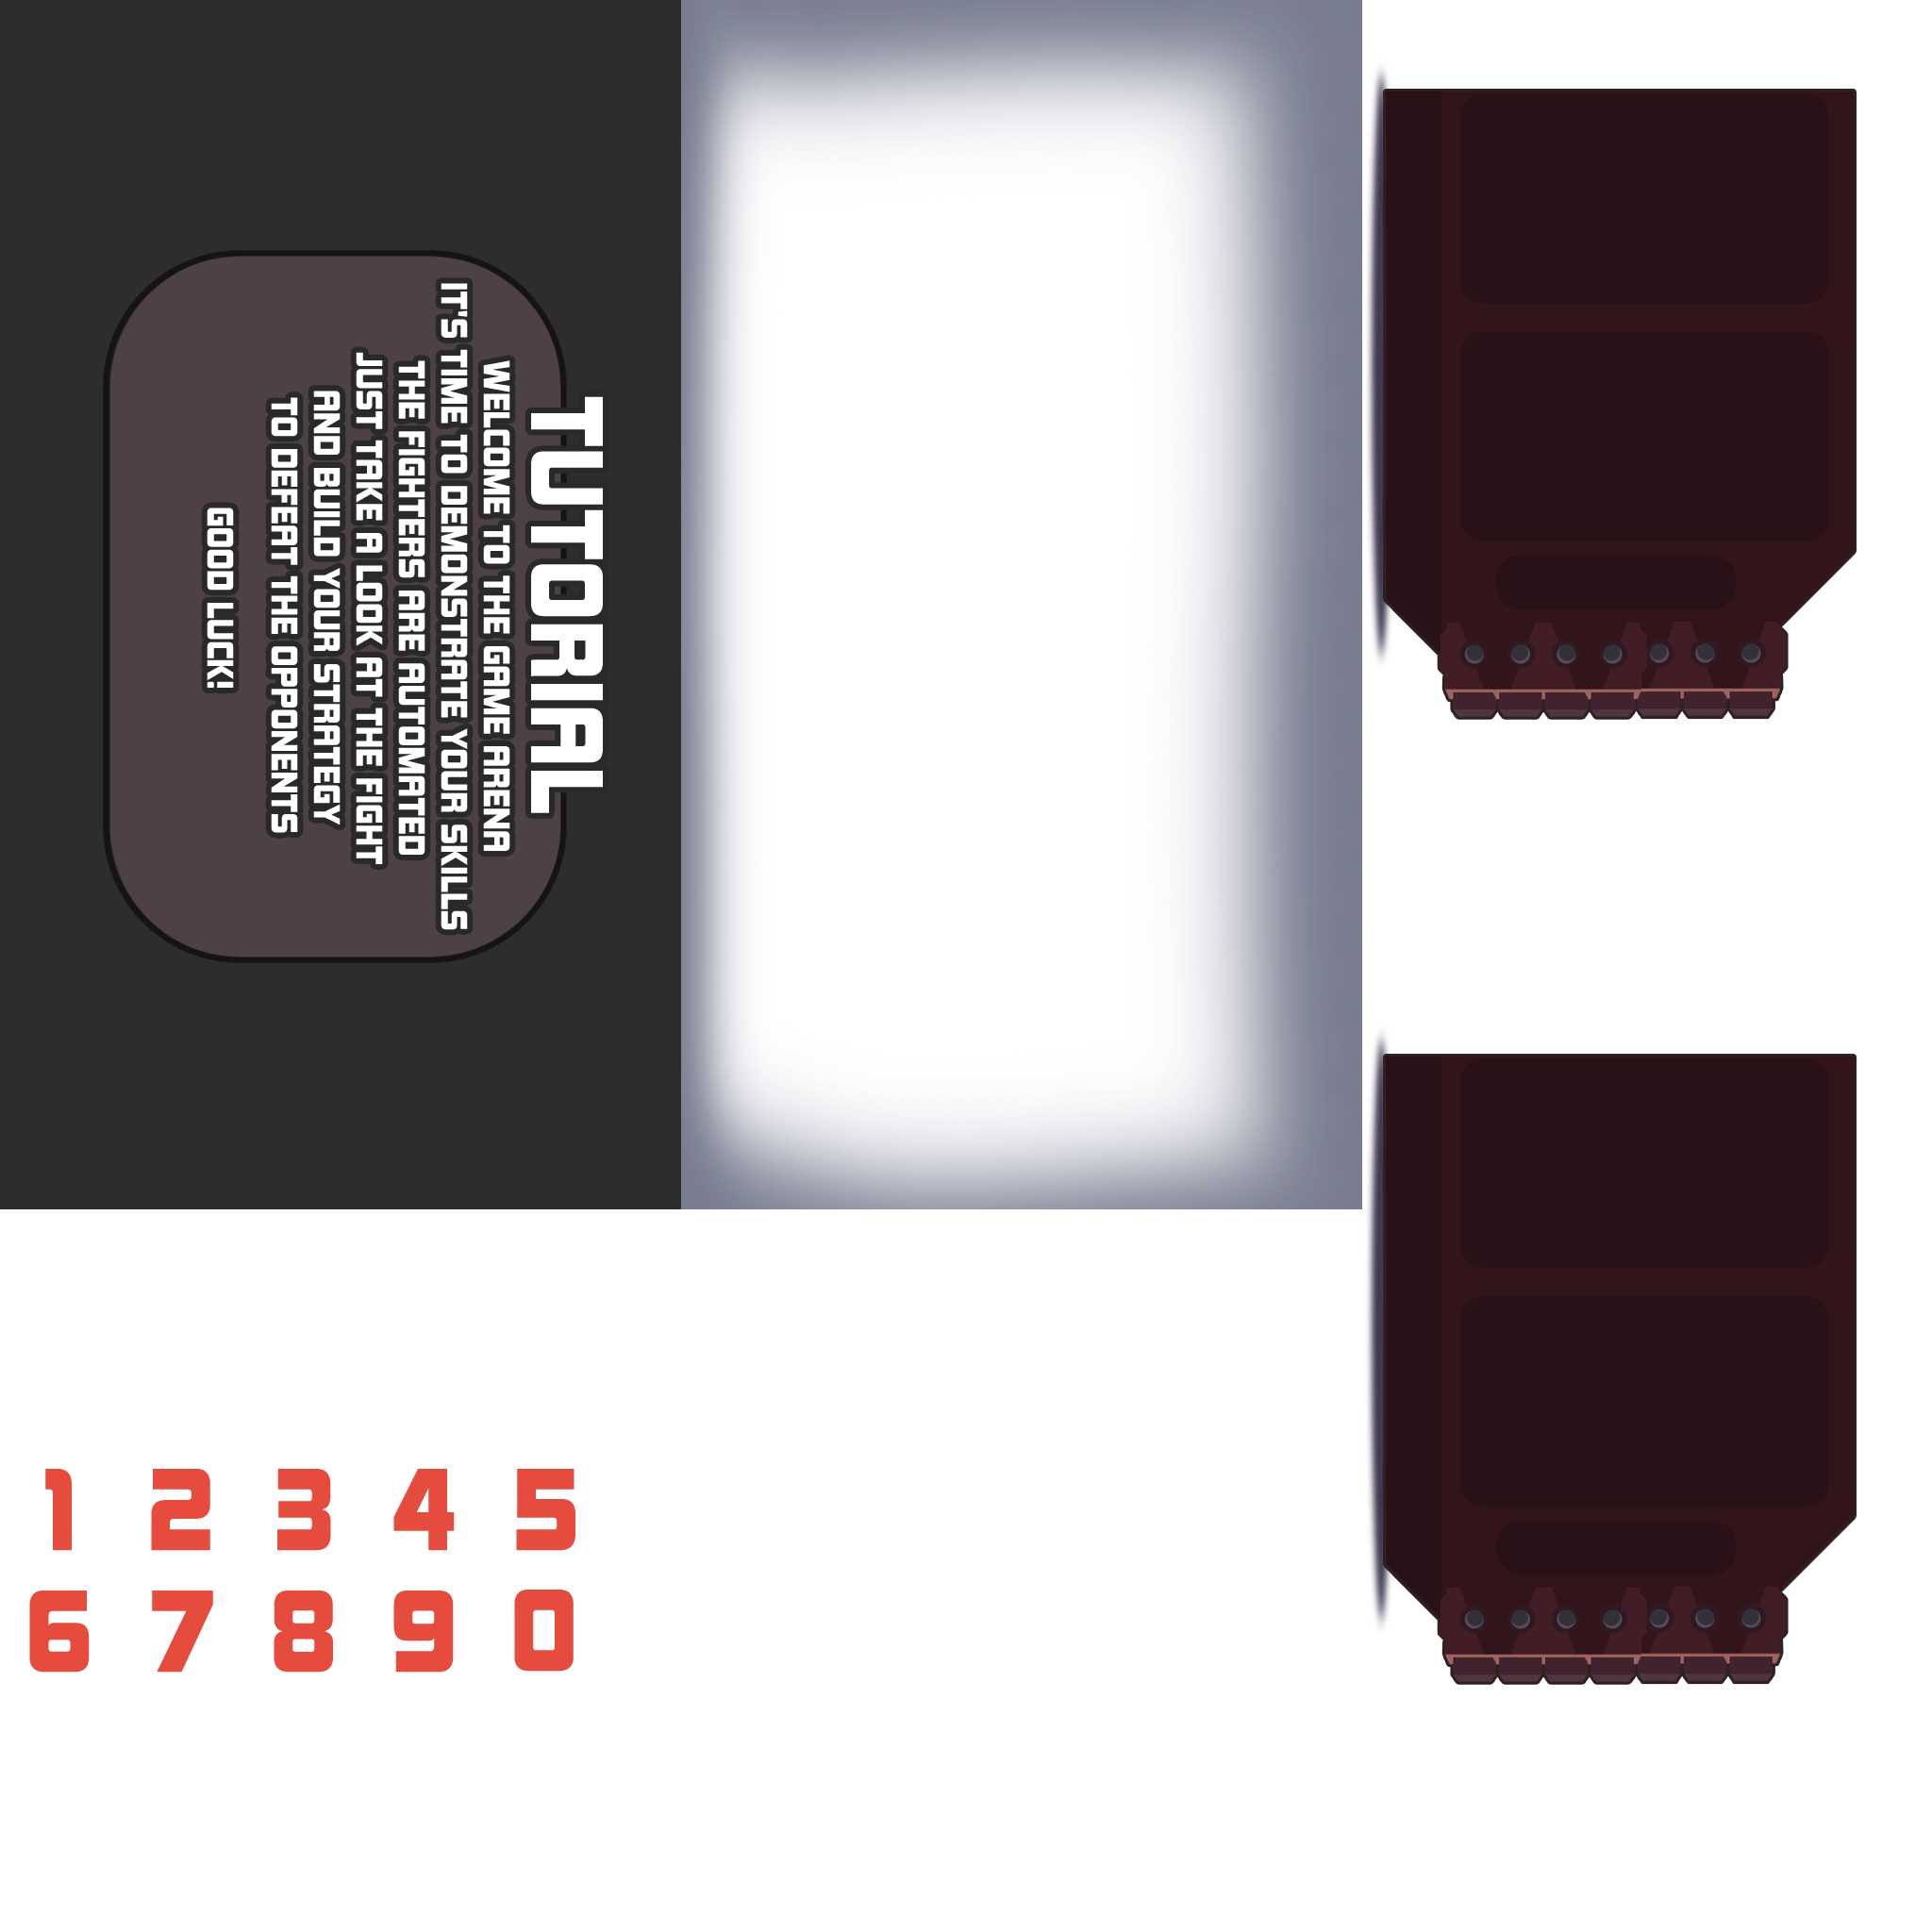 TUTORIAL
WELCOME TO THE GAME ARENA
IT'S TIME TO DEMONSTRATE YOUR SKILLS
THE FIGHTERS ARE AUTOMATED
JUST TAKE A LOOK AT THE FIGHT
AND BUILD YOUR STRATEGY
TO DEFEAT THE OPPONENTS
GOOD LUCK!
1 2 3 4 5
6 7 8 9 0